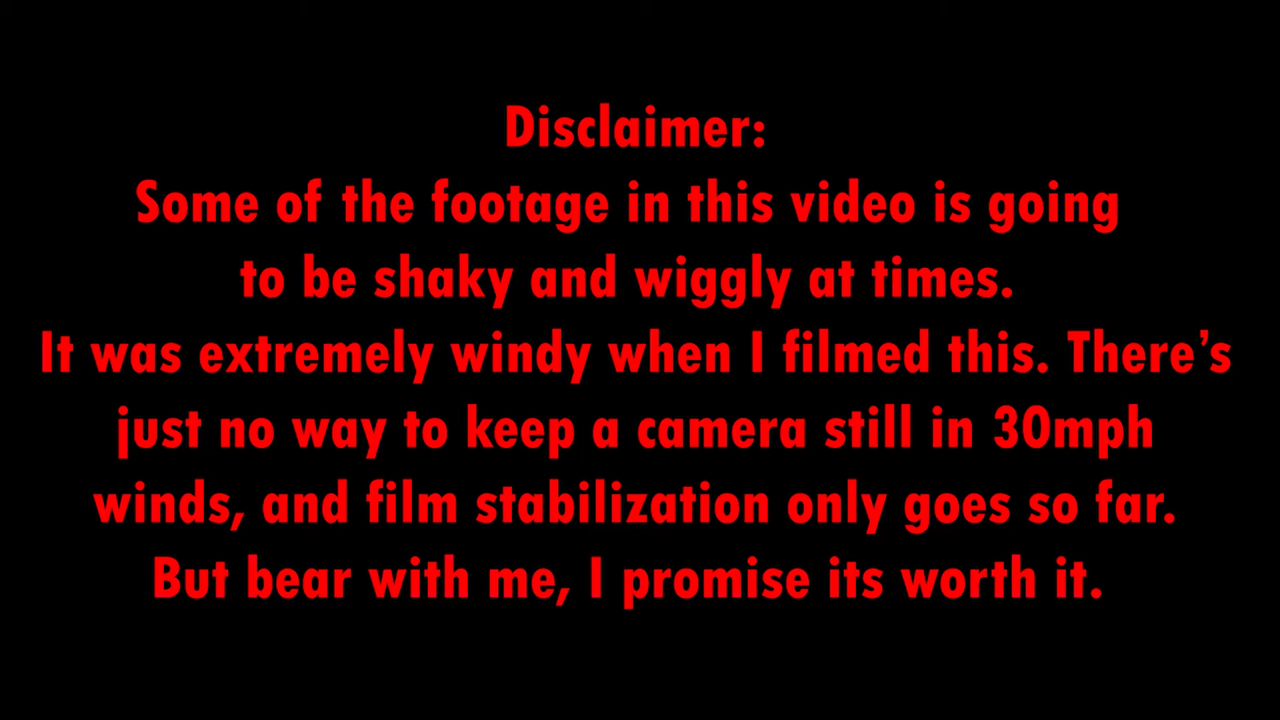 Disclaimer:
Some of the footage in this video is going
to be shaky and wiggly at times.
It was extremely windy when I filmed this. There’s
just no way to keep a camera still in 30mph
winds, and film stabilization only goes so far.
But bear with me, I promise its worth it.